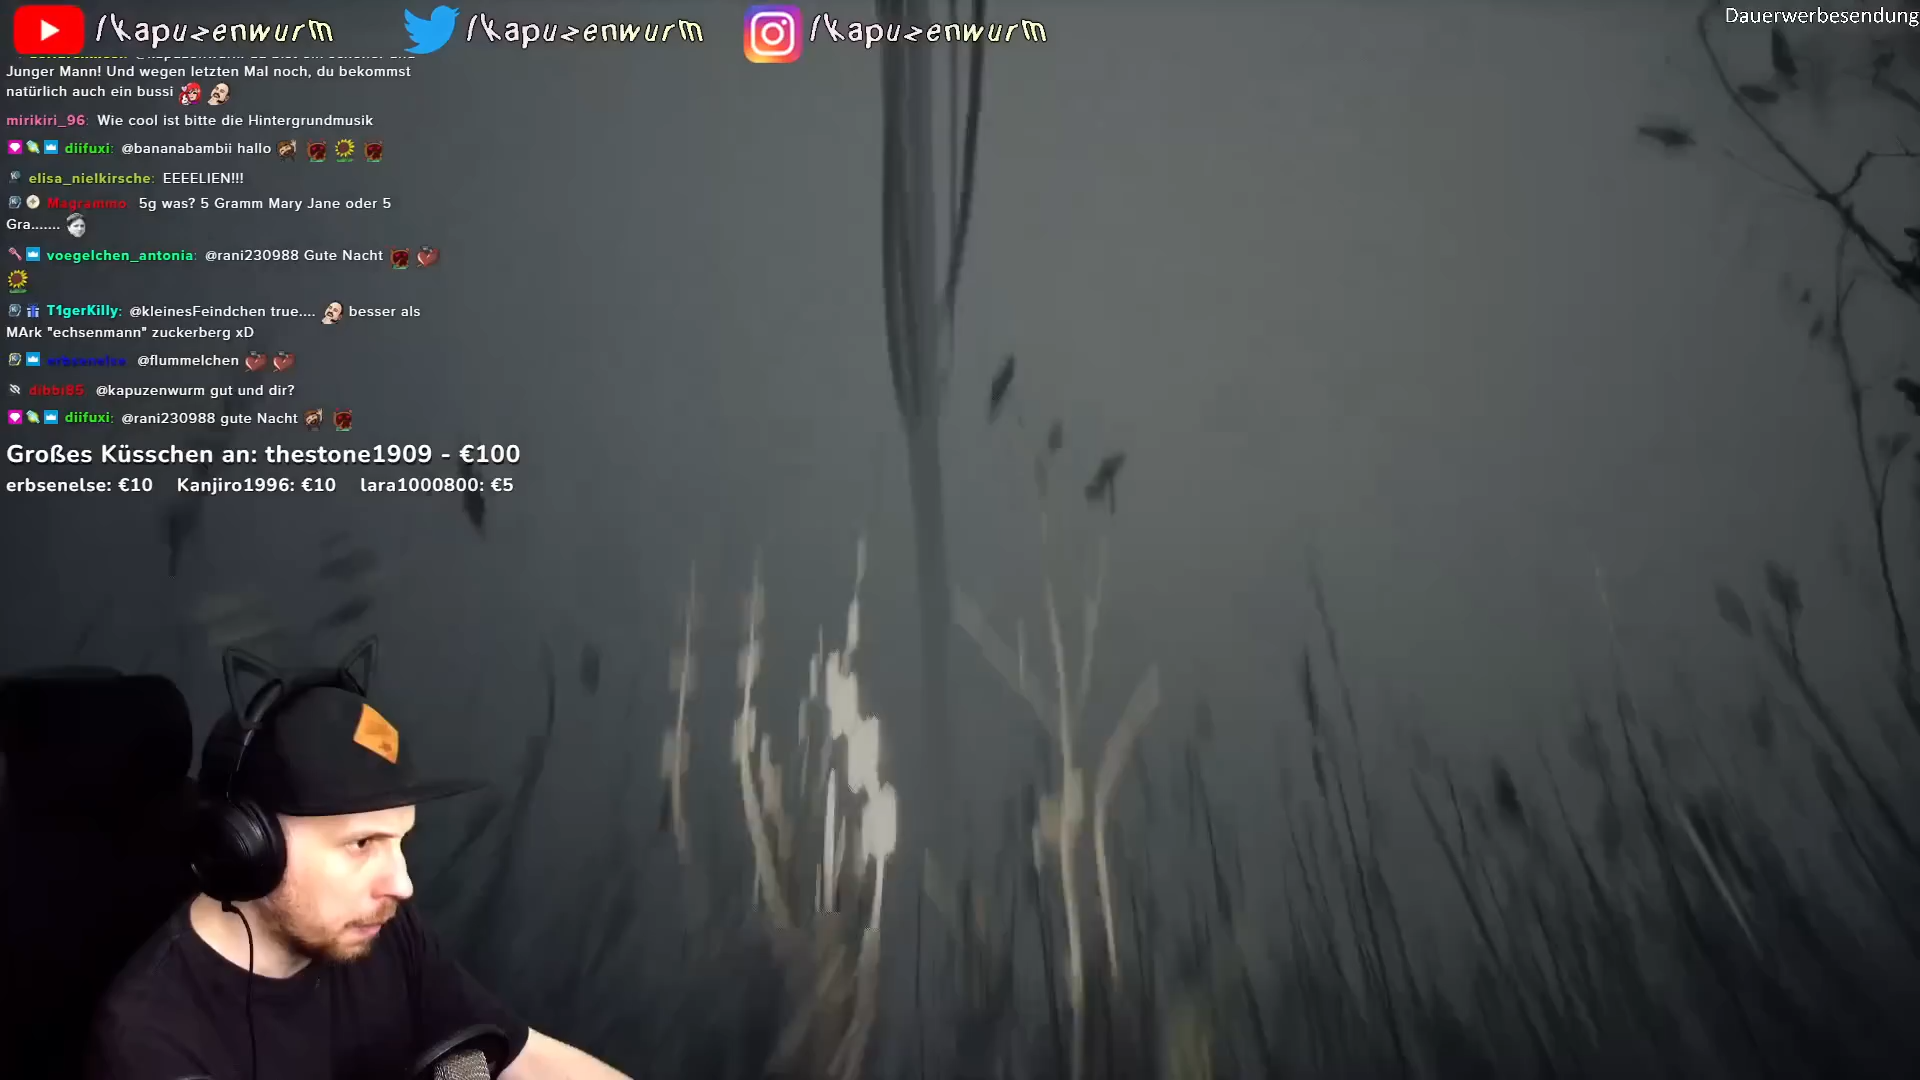 /kapuzenwurm /kapuzenwurm /kapuzenwurm
Dauerwerbesendung
Junger Mann! Und wegen letzten Mal noch, du bekommst
natürlich auch ein bussi
mirikiri_96: Wie cool ist bitte die Hintergrundmusik
diifuxi: @bananabambii hallo
elisa_nielkirsche: EEEELIEN!!!
Magrammo: 5g was? 5 Gramm Mary Jane oder 5
Gra.......
voegelchen_antonia: @rani230988 Gute Nacht
T1gerKilly: @kleinesFeindchen true.... besser als
MArk "echsenmann" zuckerberg xD
erbsenelse: @flummelchen
dibbi85: @kapuzenwurm gut und dir?
diifuxi: @rani230988 gute Nacht
Großes Küsschen an: thestone1909 - €100
erbsenelse: €10 Kanjiro1996: €10 lara1000800: €5